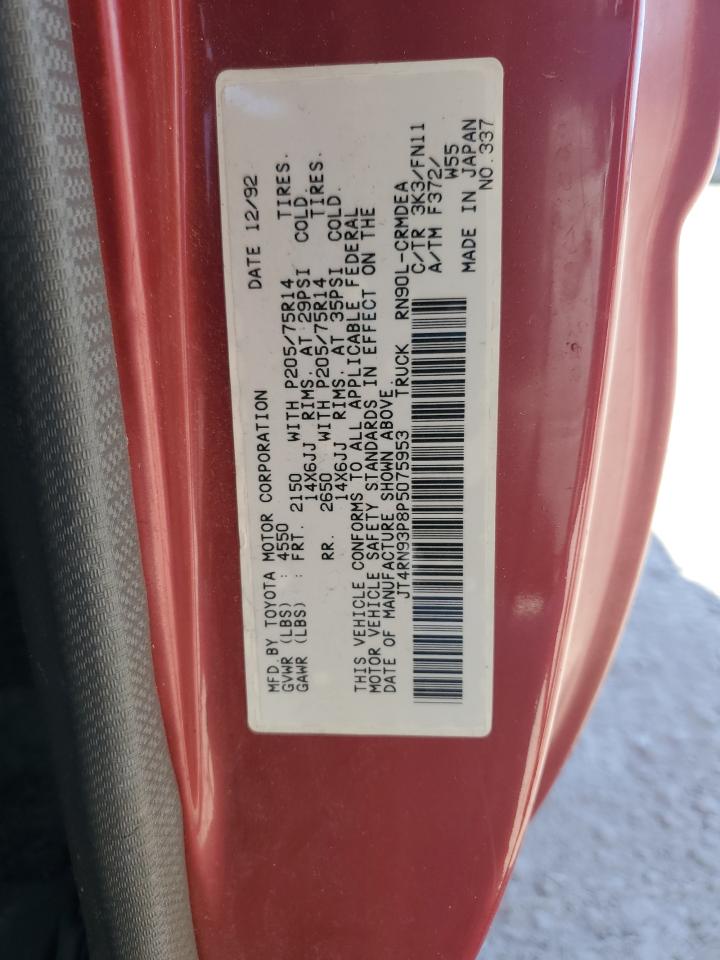 MFD.BY TOYOTA MOTOR CORPORATION DATE 12/92
GVWR (LBS) : 4550
GAWR (LBS) : FRT. 2150 WITH P205/75R14 TIRES.
14X6JJ RIMS. AT 29PSI COLD.
RR. 2650 WITH P205/75R14 TIRES.
14X6JJ RIMS. AT 35PSI COLD.
THIS VEHICLE CONFORMS TO ALL APPLICABLE FEDERAL
MOTOR VEHICLE SAFETY STANDARDS IN EFFECT ON THE
DATE OF MANUFACTURE SHOWN ABOVE.
JT4RN93P8P5075953 TRUCK RN90L-CRMDEA
C/TR 3K3/FN11
A/TM F372/
W55
MADE IN JAPAN
NO.337